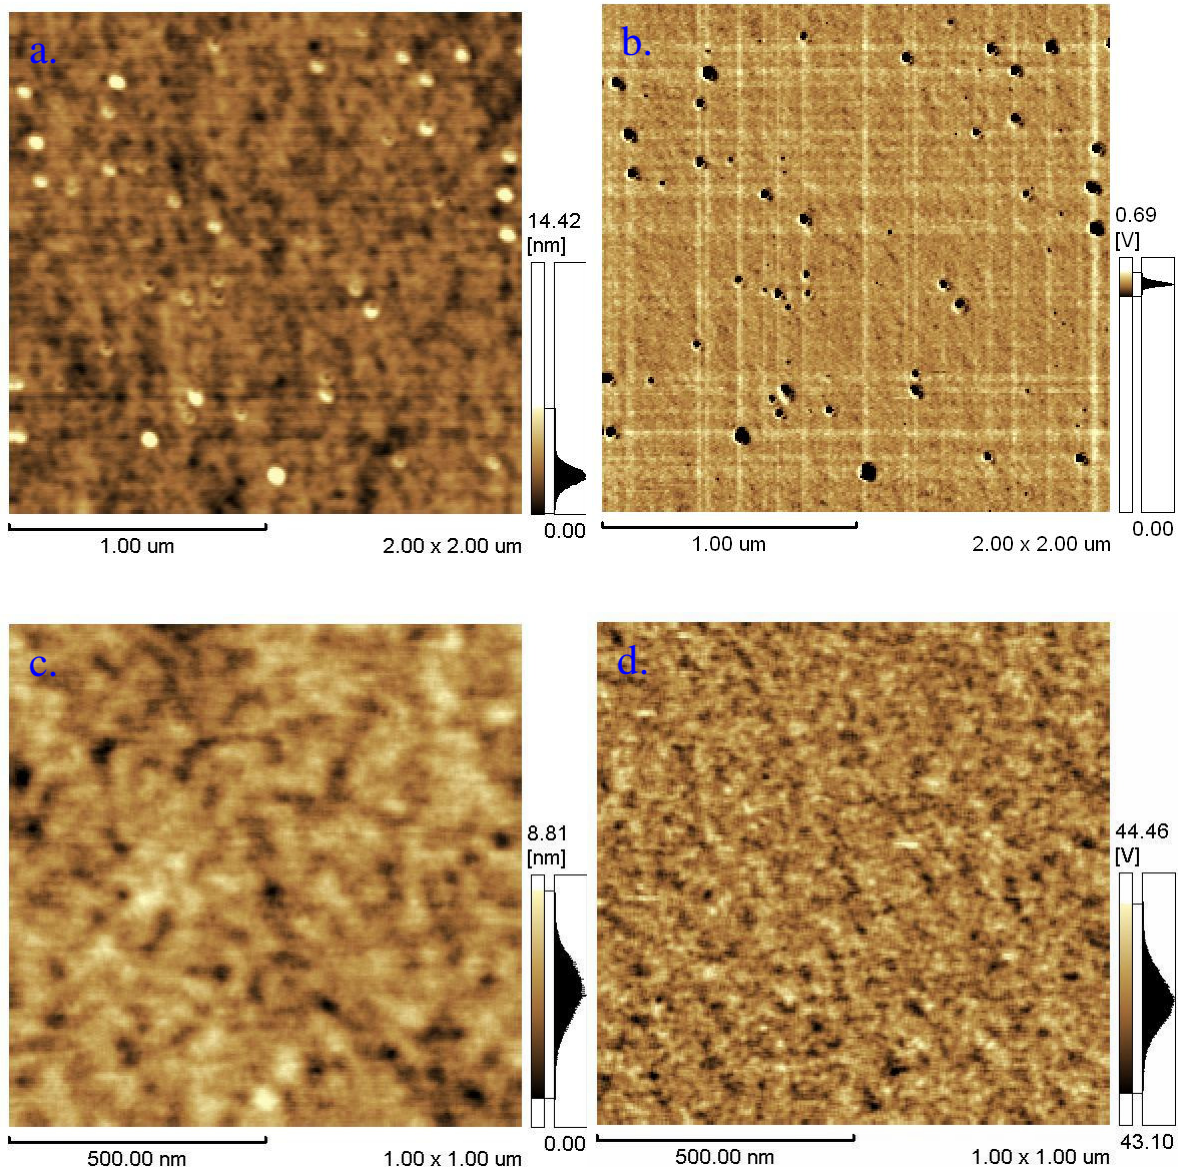 a.
14.42
[nm]
0.00
1.00 um
2.00 x 2.00 um
b.
0.69
[V]
0.00
1.00 um
2.00 x 2.00 um
c.
8.81
[nm]
0.00
500.00 nm
1.00 x 1.00 um
d.
44.46
[V]
43.10
500.00 nm
1.00 x 1.00 um